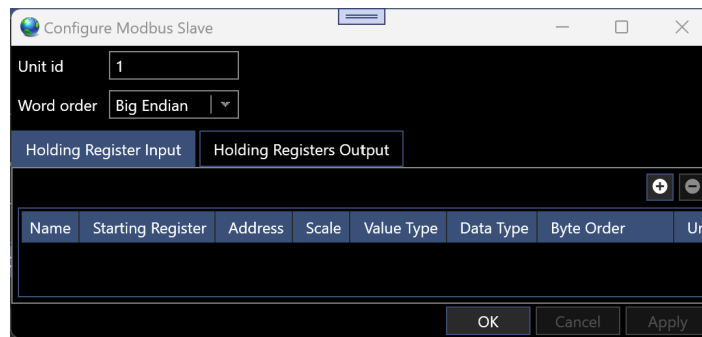 Configure Modbus Slave
Unit id 1
Word order Big Endian
Holding Register Input Holding Registers Output
Name Starting Register Address Scale Value Type Data Type Byte Order
OK Cancel Apply